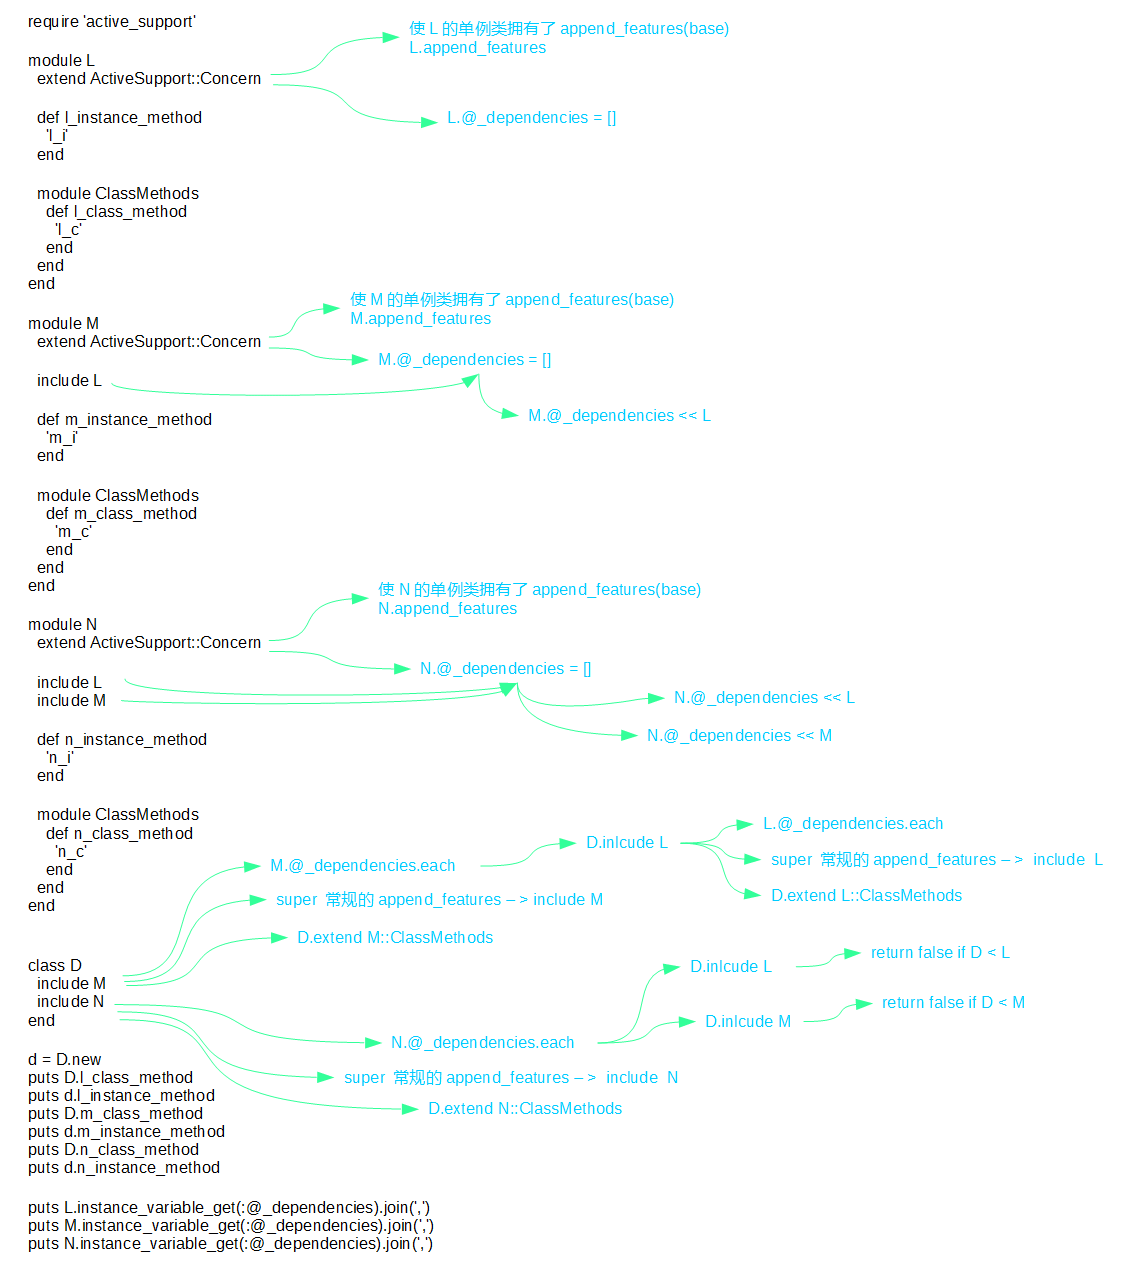 require 'active_support'
使 L 的单例类拥有了 append_features(base)
L.append_features
module L
extend ActiveSupport::Concern
L.@_dependencies = []
def l_instance_method
'l_i'
end
module ClassMethods
def l_class_method
'l_c'
end
end
end
使 M 的单例类拥有了 append_features(base)
M.append_features
module M
extend ActiveSupport::Concern
M.@_dependencies = []
include L
M.@_dependencies << L
def m_instance_method
'm_i'
end
module ClassMethods
def m_class_method
'm_c'
end
end
end
使 N 的单例类拥有了 append_features(base)
N.append_features
module N
extend ActiveSupport::Concern
N.@_dependencies = []
include L
include M
N.@_dependencies << L
N.@_dependencies << M
def n_instance_method
'n_i'
end
module ClassMethods
def n_class_method
'n_c'
end
end
end
M.@_dependencies.each
D.inlcude L
L.@_dependencies.each
super 常规的 append_features – > include L
D.extend L::ClassMethods
super 常规的 append_features – > include M
D.extend M::ClassMethods
class D
include M
include N
end
N.@_dependencies.each
D.inlcude L
return false if D < L
D.inlcude M
return false if D < M
super 常规的 append_features – > include N
D.extend N::ClassMethods
d = D.new
puts D.l_class_method
puts d.l_instance_method
puts D.m_class_method
puts d.m_instance_method
puts D.n_class_method
puts d.n_instance_method
puts L.instance_variable_get(:@_dependencies).join(',')
puts M.instance_variable_get(:@_dependencies).join(',')
puts N.instance_variable_get(:@_dependencies).join(',')